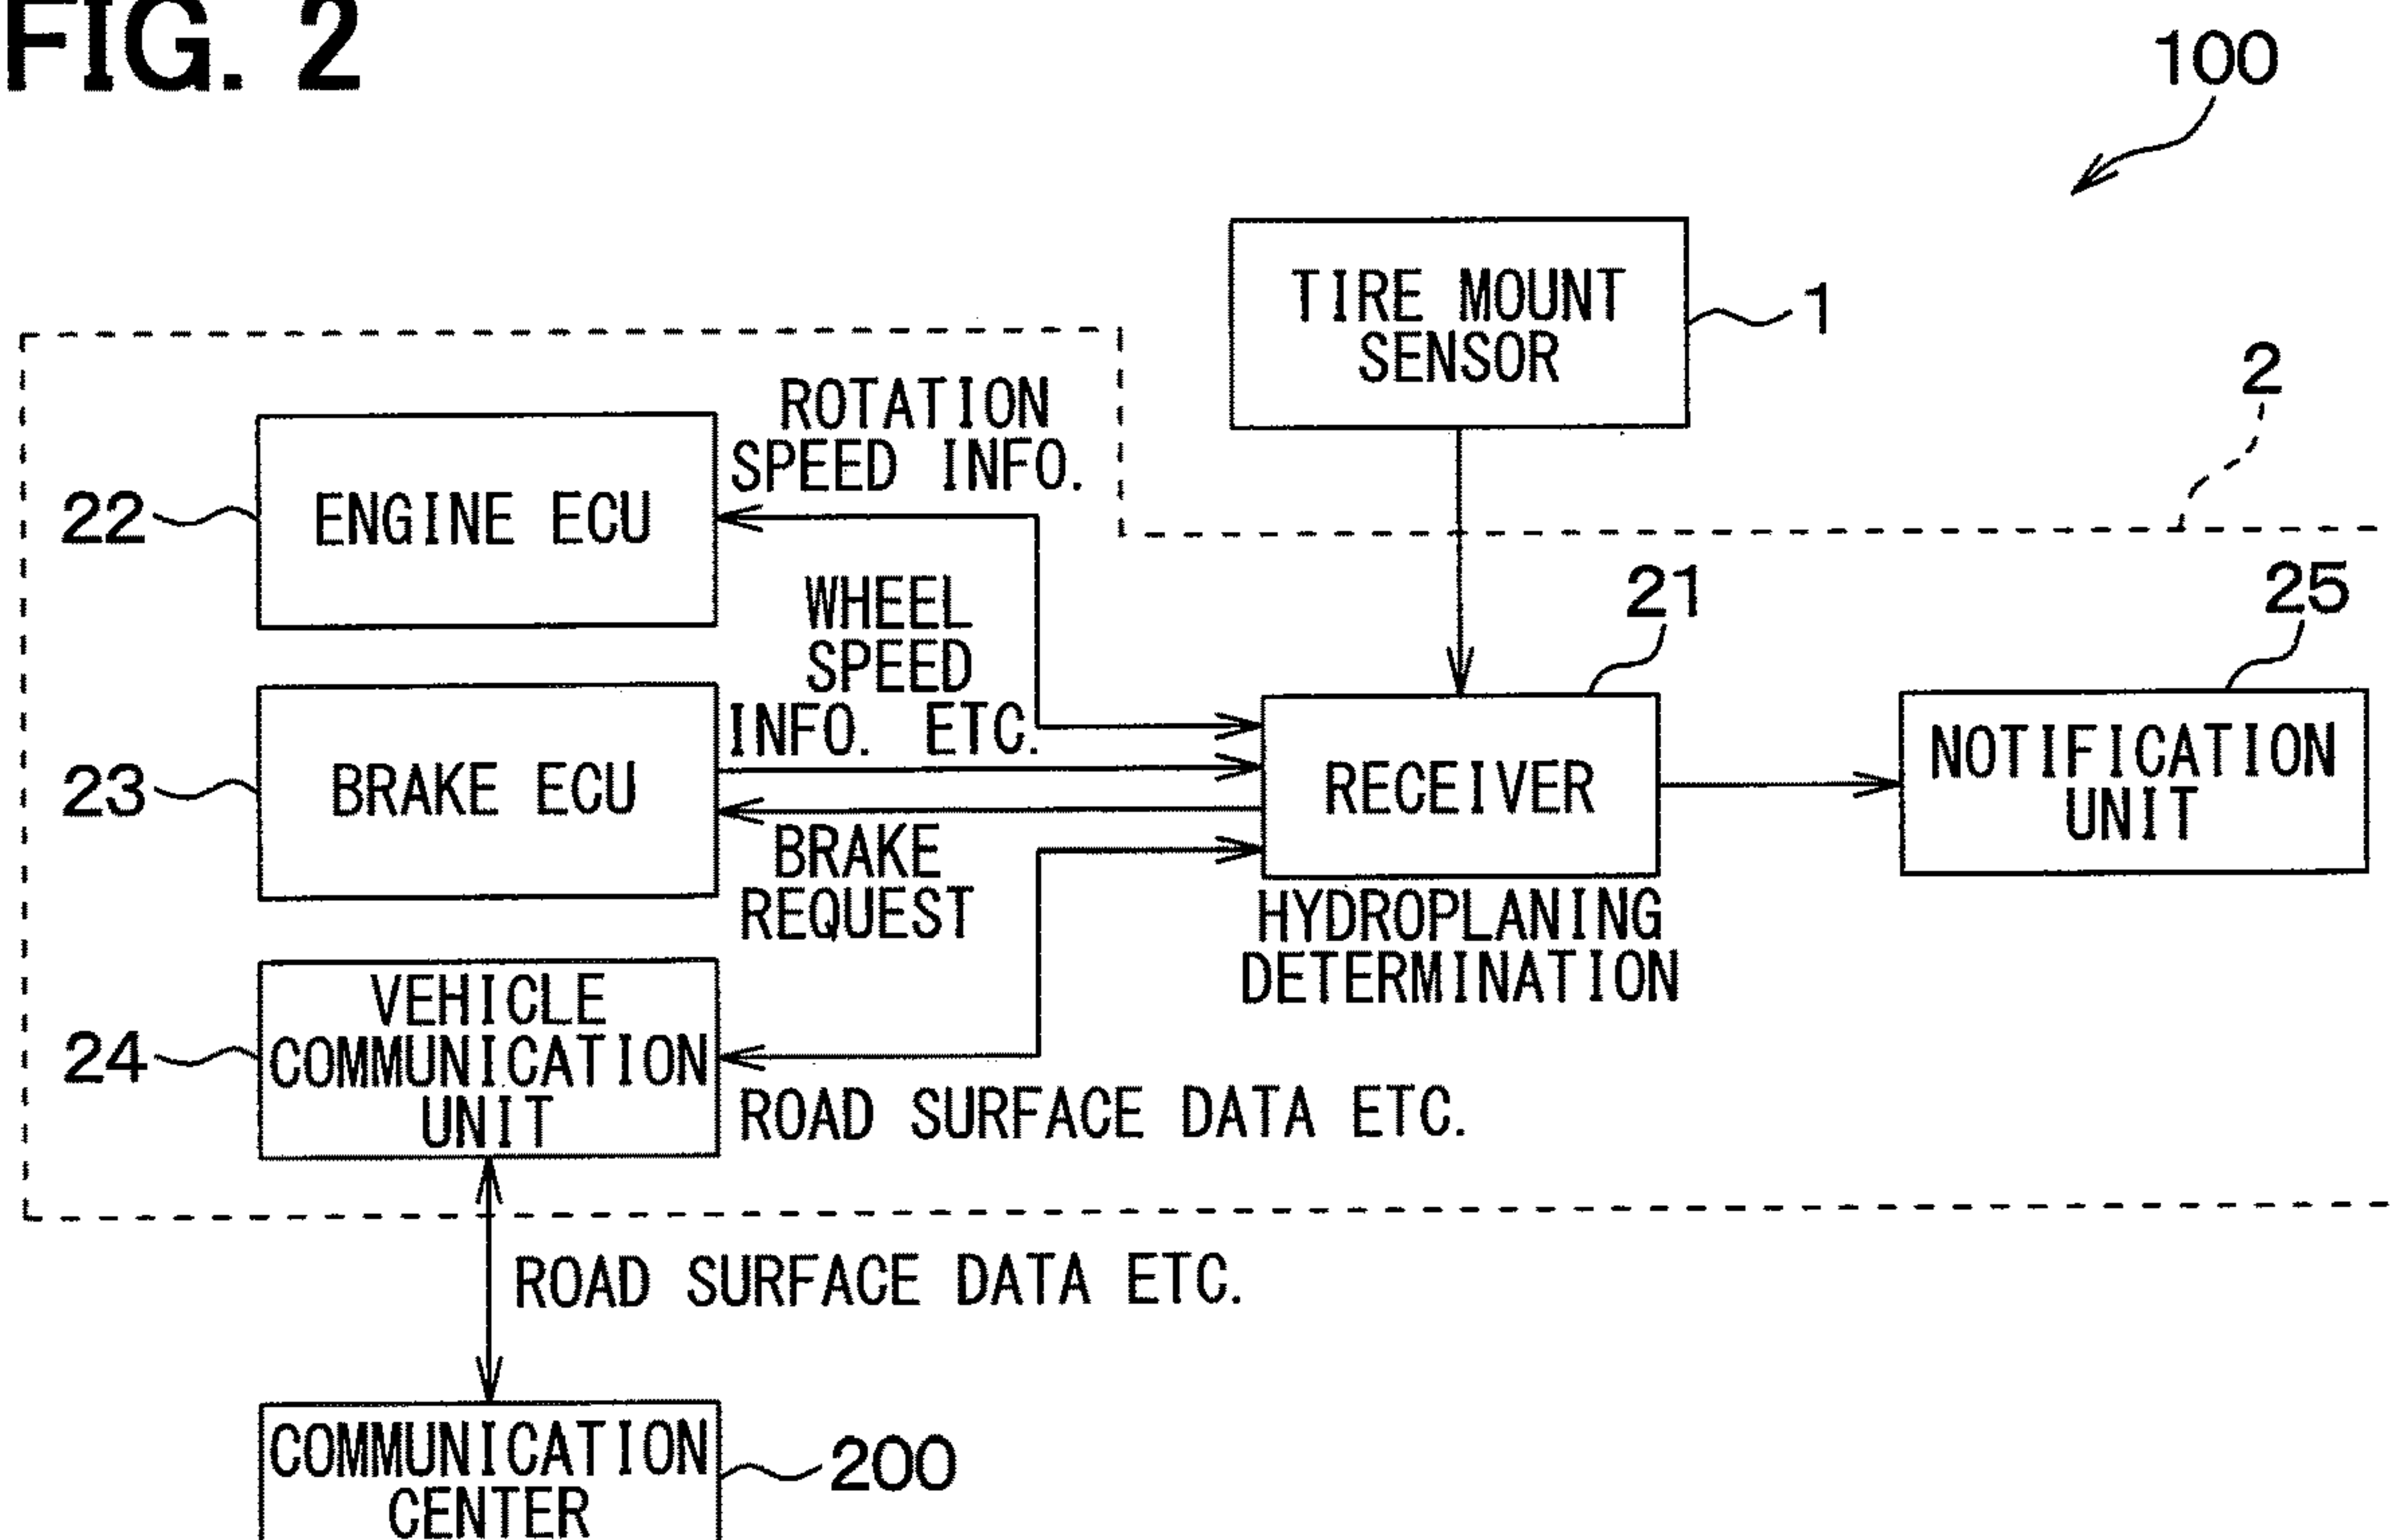 FIG. 2
100
TIRE MOUNT
SENSOR
1
2
ROTATION
SPEED INFO.
22
ENGINE ECU
WHEEL
SPEED
INFO. ETC.
21
25
23
BRAKE ECU
RECEIVER
NOTIFICATION
UNIT
BRAKE
REQUEST
HYDROPLANING
DETERMINATION
24
VEHICLE
COMMUNICATION
UNIT
ROAD SURFACE DATA ETC.
ROAD SURFACE DATA ETC.
COMMUNICATION
CENTER
200